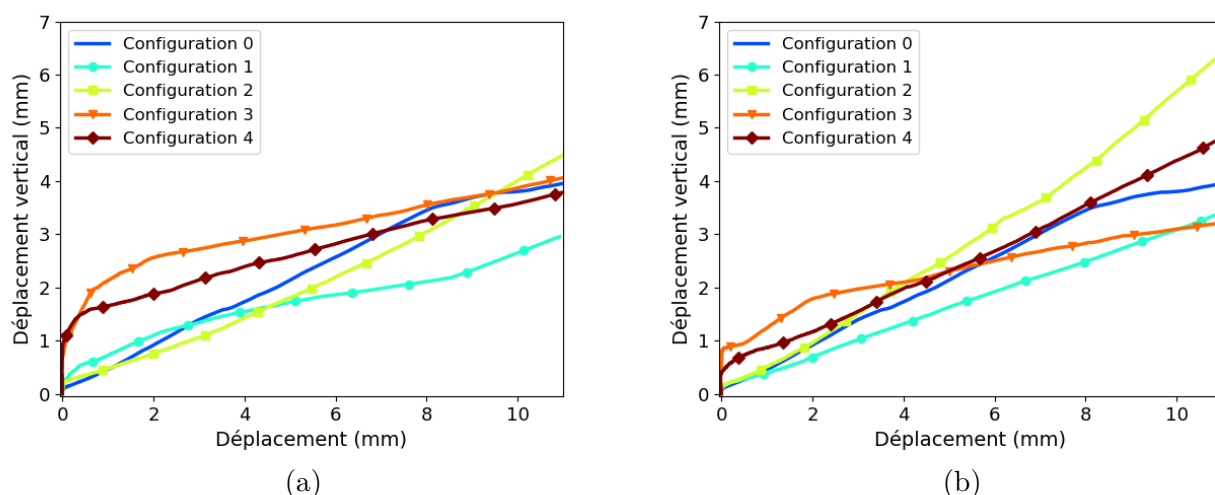 7
6
5
4
3
2
1
0
Déplacement vertical (mm)
Configuration 0
Configuration 1
Configuration 2
Configuration 3
Configuration 4
0 2 4 6 8 10
Déplacement (mm)
(a)
7
6
5
4
3
2
1
0
Déplacement vertical (mm)
Configuration 0
Configuration 1
Configuration 2
Configuration 3
Configuration 4
0 2 4 6 8 10
Déplacement (mm)
(b)